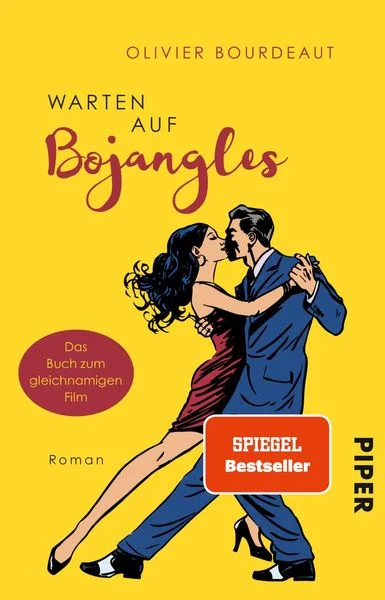 OLIVIER BOURDEAUT
WARTEN
AUF
Bojangles
Das
Buch zum
gleichnamigen
Film
Roman
SPIEGEL
Bestseller
PIPER